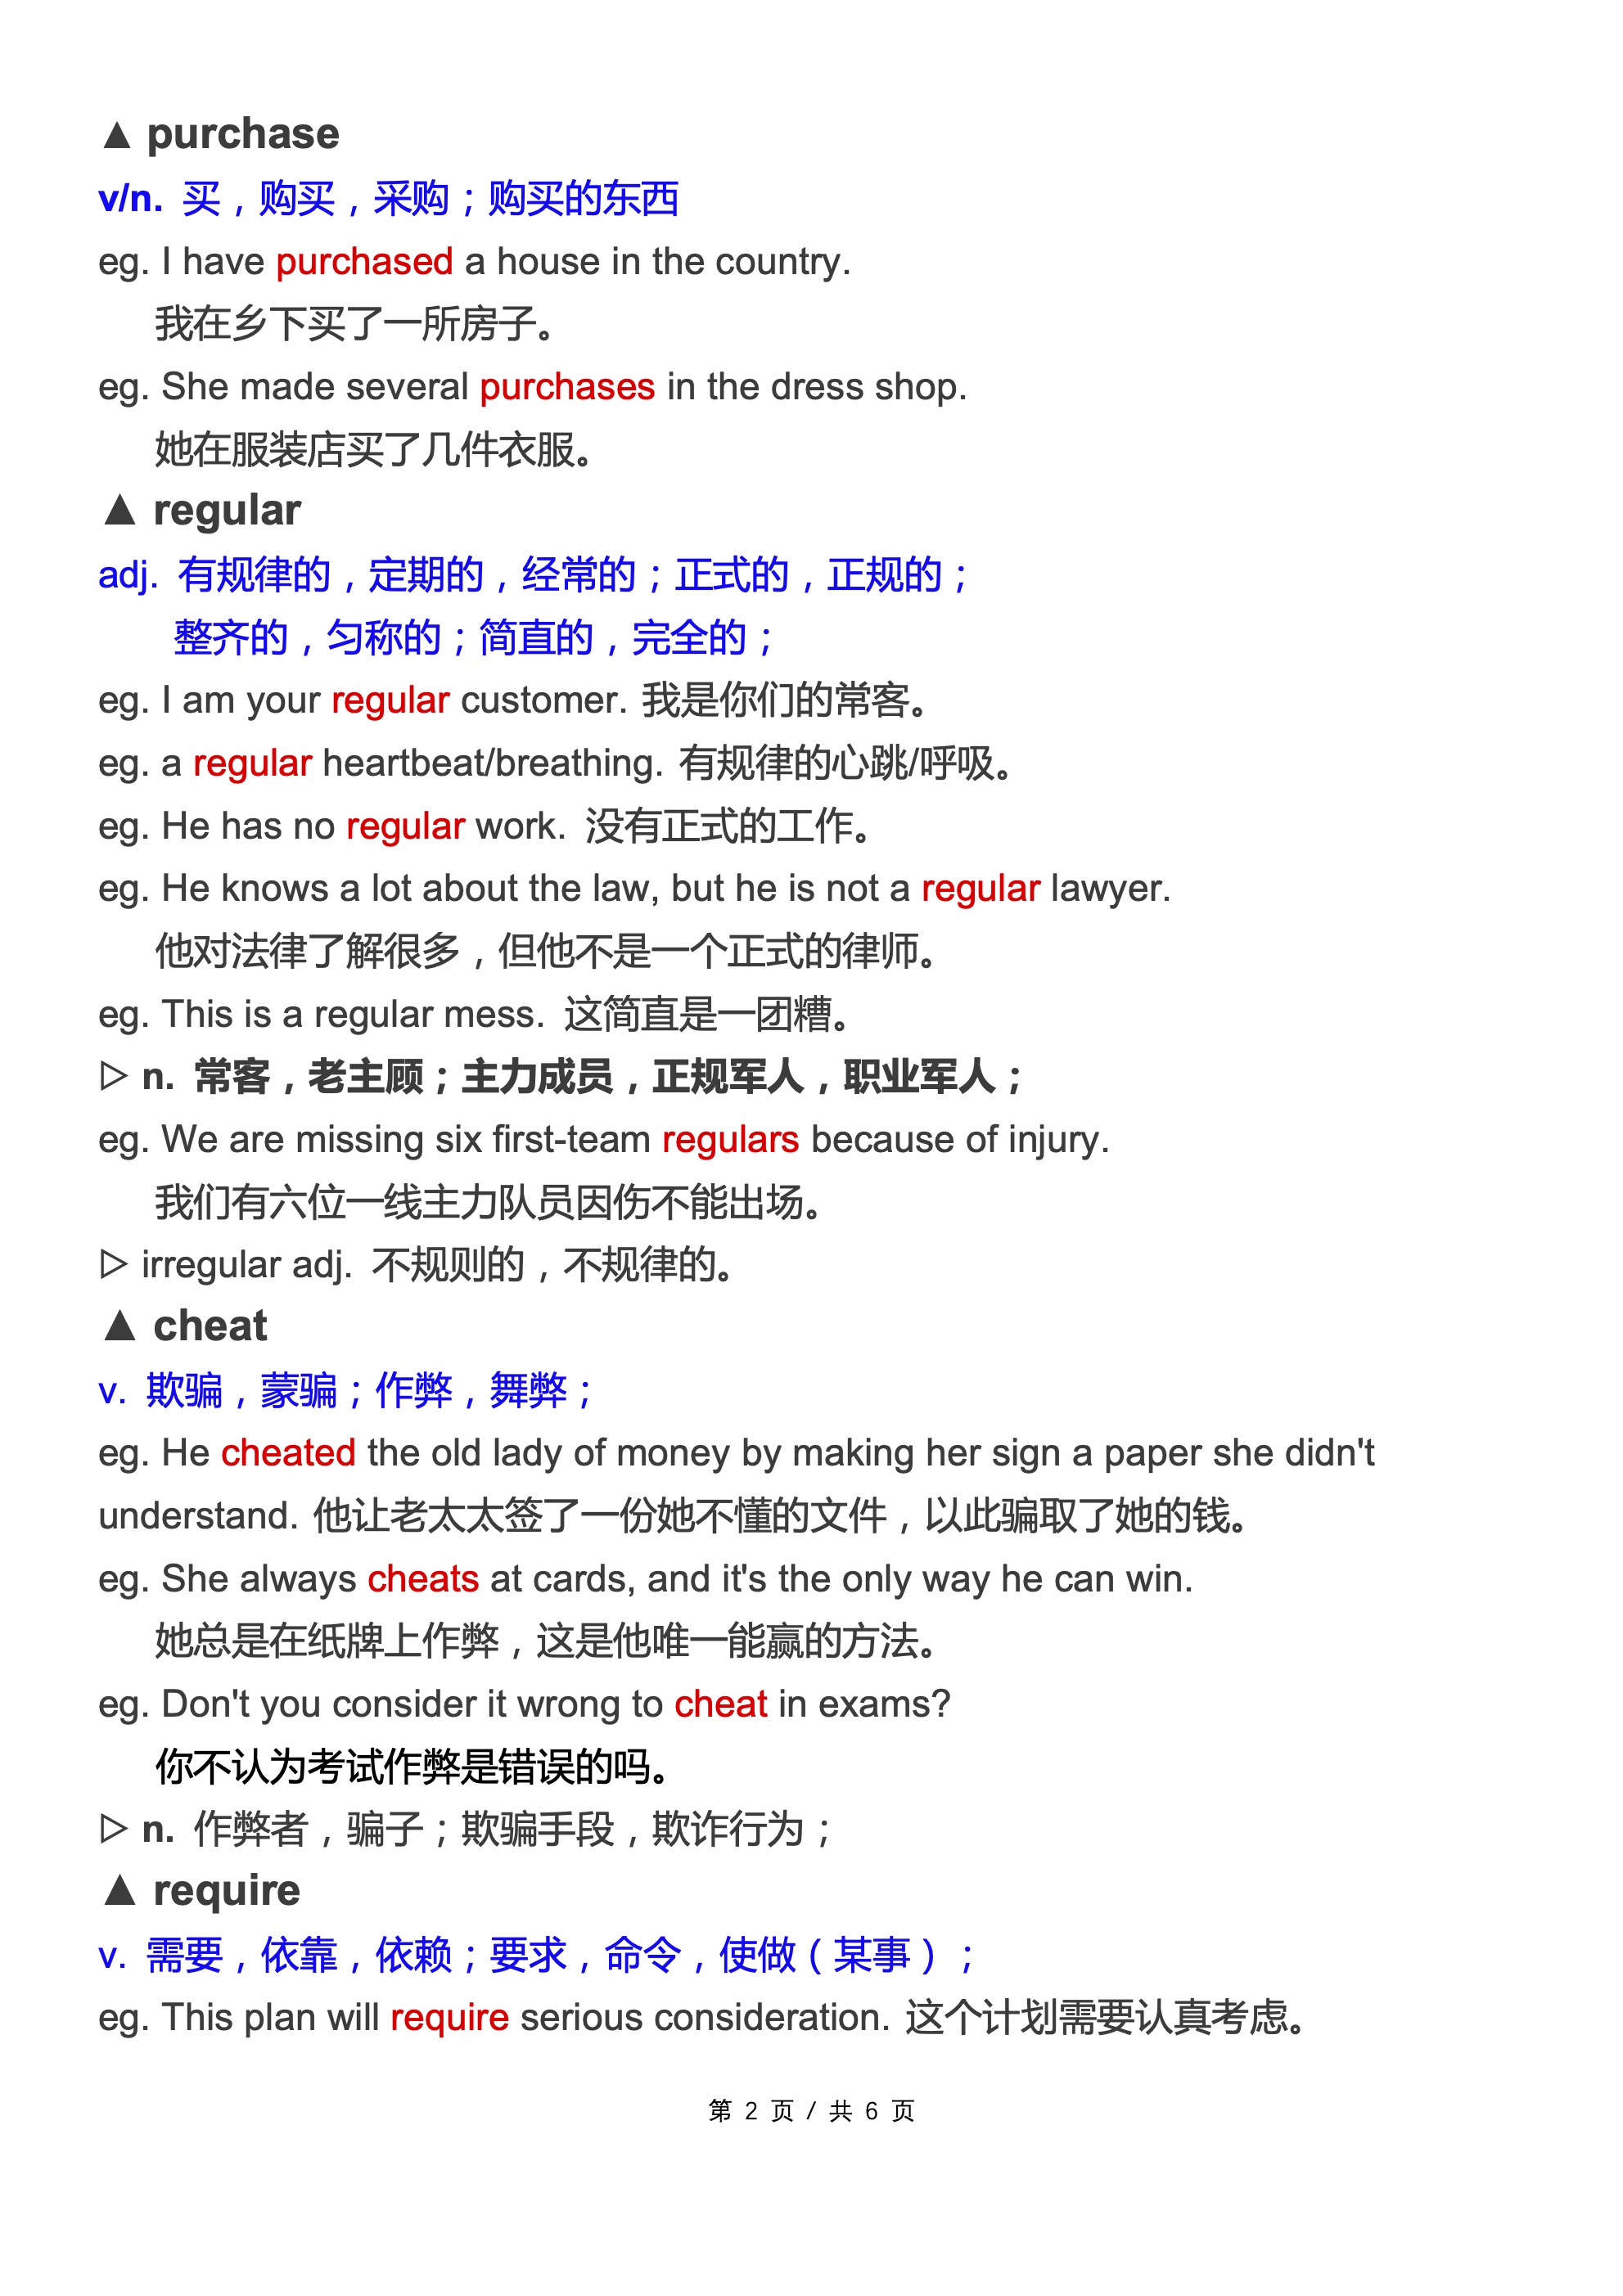 ▲ purchase
v/n. 买，购买，采购；购买的东西
eg. I have purchased a house in the country.
我在乡下买了一所房子。
eg. She made several purchases in the dress shop.
她在服装店买了几件衣服。
▲ regular
adj. 有规律的，定期的，经常的；正式的，正规的；
整齐的，匀称的；简直的，完全的；
eg. I am your regular customer. 我是你们的常客。
eg. a regular heartbeat/breathing. 有规律的心跳/呼吸。
eg. He has no regular work. 没有正式的工作。
eg. He knows a lot about the law, but he is not a regular lawyer.
他对法律了解很多，但他不是一个正式的律师。
eg. This is a regular mess. 这简直是一团糟。
▷ n. 常客，老主顾；主力成员，正规军人，职业军人；
eg. We are missing six first-team regulars because of injury.
我们有六位一线主力队员因伤不能出场。
▷ irregular adj. 不规则的，不规律的。
▲ cheat
v. 欺骗，蒙骗；作弊，舞弊；
eg. He cheated the old lady of money by making her sign a paper she didn't
understand. 他让老太太签了一份她不懂的文件，以此骗取了她的钱。
eg. She always cheats at cards, and it's the only way he can win.
她总是在纸牌上作弊，这是他唯一能赢的方法。
eg. Don't you consider it wrong to cheat in exams?
你不认为考试作弊是错误的吗。
▷ n. 作弊者，骗子；欺骗手段，欺诈行为；
▲ require
v. 需要，依靠，依赖；要求，命令，使做（某事）；
eg. This plan will require serious consideration. 这个计划需要认真考虑。
第 2 页 / 共 6 页